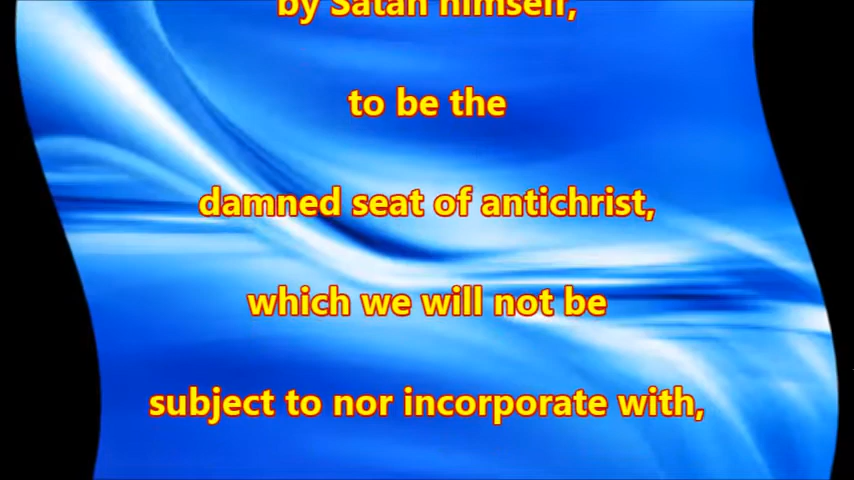 by Satan himself,
to be the
damned seat of antichrist,
which we will not be
subject to nor incorporate with,